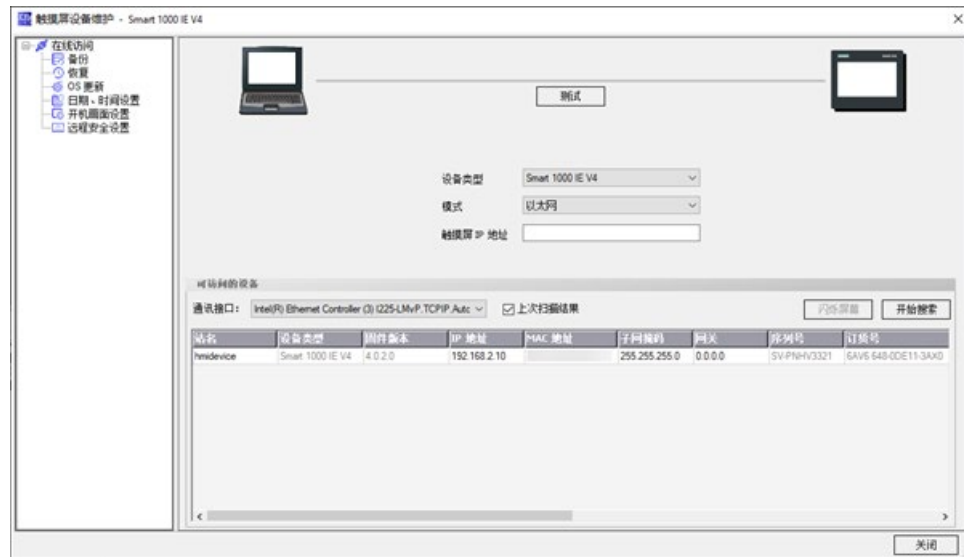 触摸屏设备维护 - Smart 1000 IE V4
在线访问
备份
恢复
OS 更新
日期、时间设置
开机画面设置
远程安全设置
测试
设备类型 Smart 1000 IE V4
模式 以太网
触摸屏 IP 地址
可访问的设备
通讯接口： Intel(R) Ethernet Controller (3) I225-LMvP.TCPIP.Auto 上次扫描结果 闪烁屏幕 开始搜索
站名 设备类型 固件版本 IP 地址 MAC 地址 子网掩码 网关 序列号 订货号
hmidevice Smart 1000 IE V4 4.0.2.0 192.168.2.10 255.255.255.0 0.0.0.0 SV-PNHV3321 6AV6 648-0DE11-3AX0
关闭